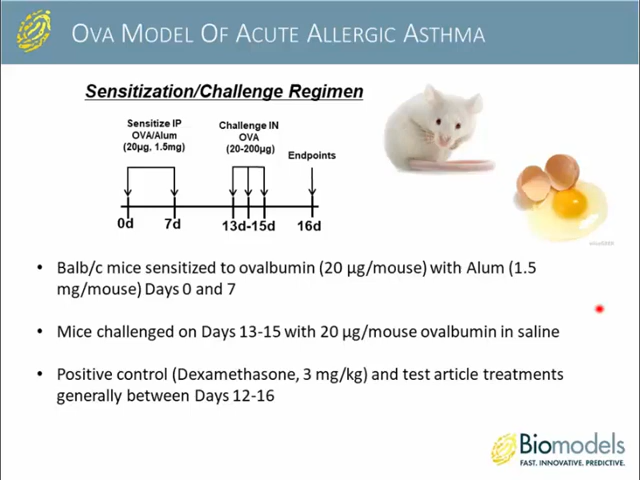 OVA MODEL OF ACUTE ALLERGIC ASTHMA
Sensitization/Challenge Regimen
Sensitize IP
OVA/Alum
(20µg, 1.5mg)
Challenge IN
OVA
(20-200µg)
Endpoints
0d
7d
13d-15d
16d
• Balb/c mice sensitized to ovalbumin (20 µg/mouse) with Alum (1.5
mg/mouse) Days 0 and 7
• Mice challenged on Days 13-15 with 20 µg/mouse ovalbumin in saline
• Positive control (Dexamethasone, 3 mg/kg) and test article treatments
generally between Days 12-16
Biomodels
FAST. INNOVATIVE. PREDICTIVE.